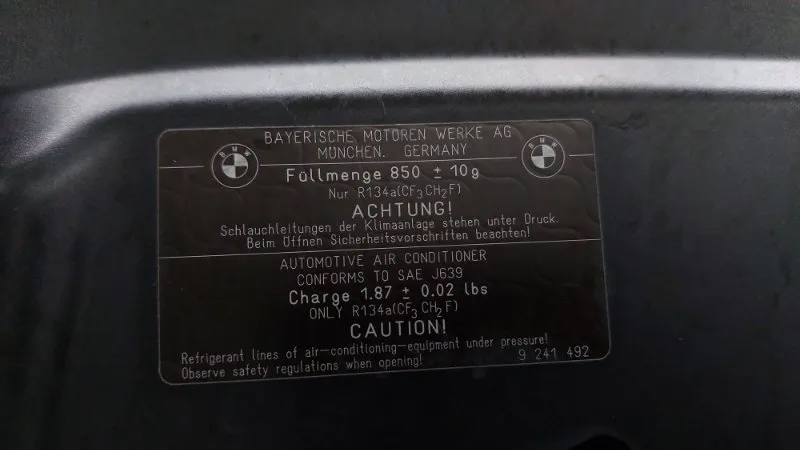 BAYERISCHE MOTOREN WERKE AG
MÜNCHEN. GERMANY
BMW
BMW
Füllmenge 850 ± 10g
Nur R134a(CF₃CH₂F)
ACHTUNG!
Schlauchleitungen der Klimaanlage stehen unter Druck.
Beim Öffnen Sicherheitsvorschriften beachten!
AUTOMOTIVE AIR CONDITIONER
CONFORMS TO SAE J639
Charge 1.87 ± 0.02 lbs
ONLY R134a(CF₃CH₂F)
CAUTION!
Refrigerant lines of air-conditioning-equipment under pressure!
Observe safety regulations when opening!
9 241 492